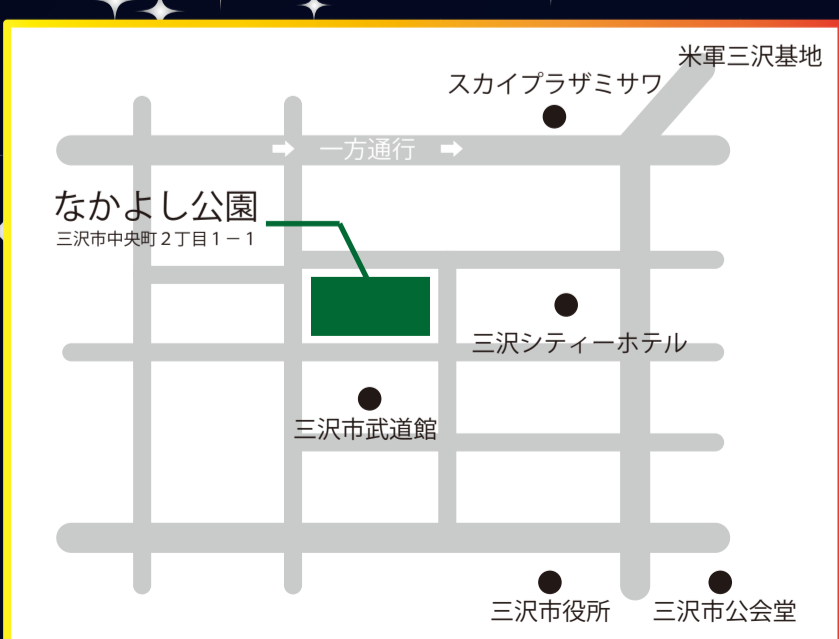 米軍三沢基地
スカイプラザミサワ
一方通行
なかよし公園
三沢市中央町２丁目１－１
三沢シティーホテル
三沢市武道館
三沢市役所
三沢市公会堂